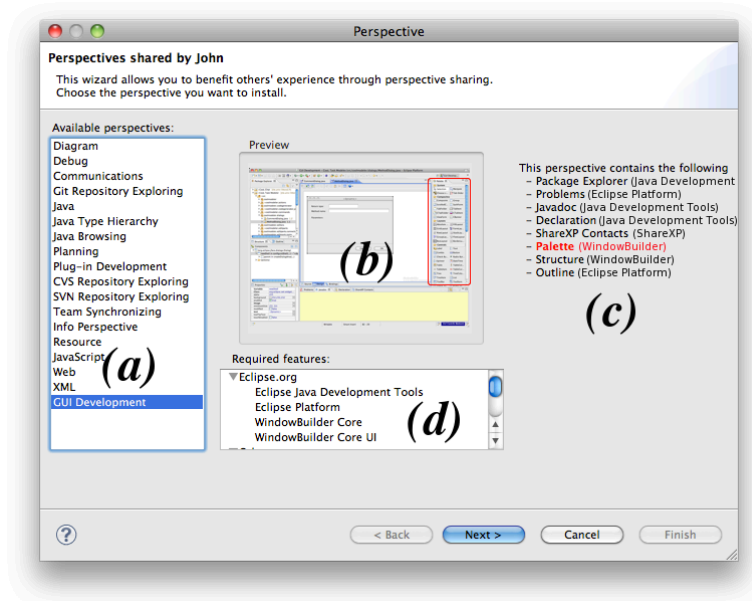 Perspective
Perspectives shared by John
This wizard allows you to benefit others' experience through perspective sharing.
Choose the perspective you want to install.
Available perspectives:
Diagram
Debug
Communications
Git Repository Exploring
Java
Java Type Hierarchy
Java Browsing
Planning
Plug-in Development
CVS Repository Exploring
SVN Repository Exploring
Team Synchronizing
Info Perspective
Resource
JavaScript
Web
XML
GUI Development
(a)
Preview
(b)
Required features:
Eclipse.org
Eclipse Java Development Tools
Eclipse Platform
WindowBuilder Core
WindowBuilder Core UI
(d)
This perspective contains the following
– Package Explorer (Java Development
– Problems (Eclipse Platform)
– Javadoc (Java Development Tools)
– Declaration (Java Development Tools)
– ShareXP Contacts (ShareXP)
– Palette (WindowBuilder)
– Structure (WindowBuilder)
– Outline (Eclipse Platform)
(c)
?
< Back
Next >
Cancel
Finish